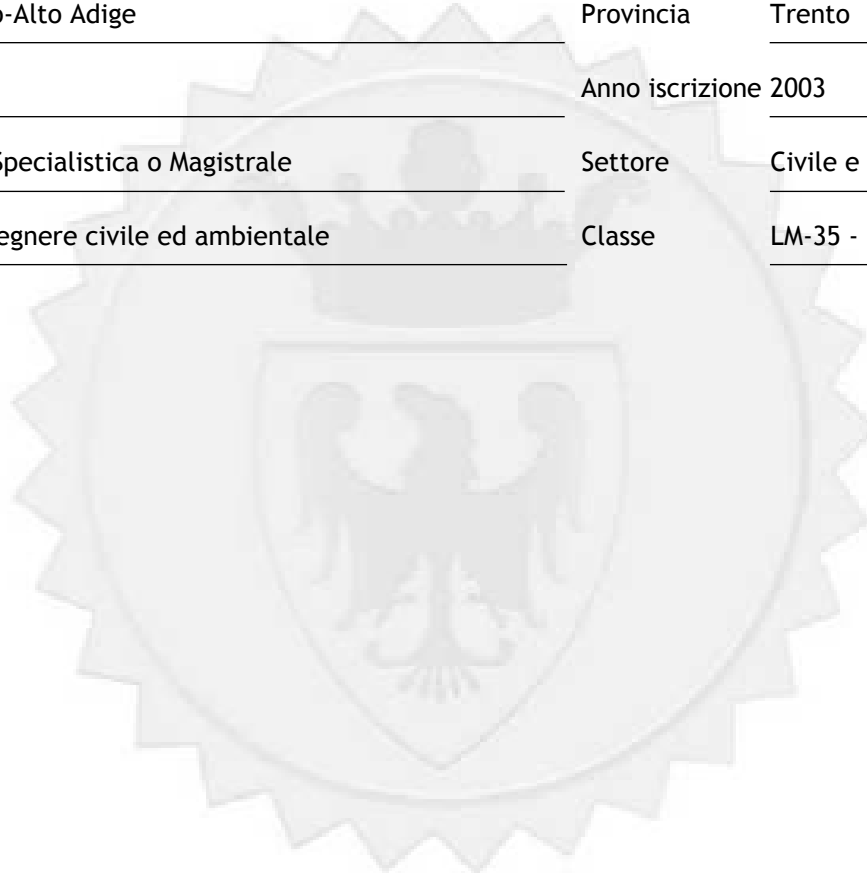 o-Alto Adige Provincia Trento
Anno iscrizione 2003
Specialistica o Magistrale Settore Civile e
egnere civile ed ambientale Classe LM-35 -